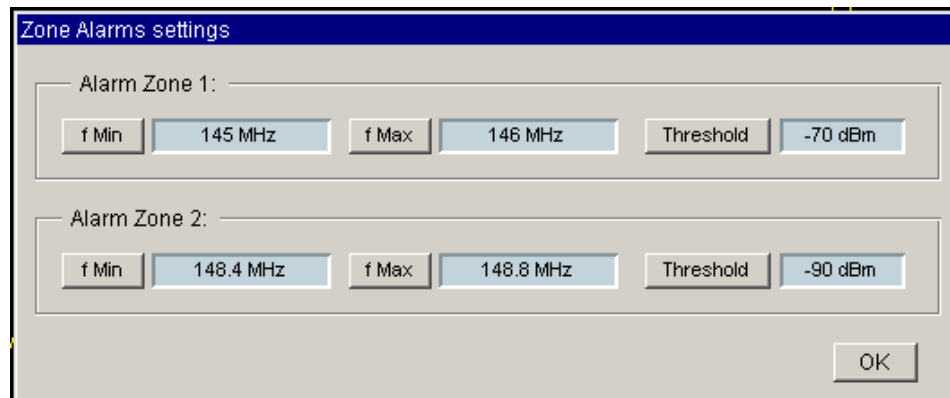 Zone Alarms settings
Alarm Zone 1:
f Min 145 MHz f Max 146 MHz Threshold -70 dBm
Alarm Zone 2:
f Min 148.4 MHz f Max 148.8 MHz Threshold -90 dBm
OK